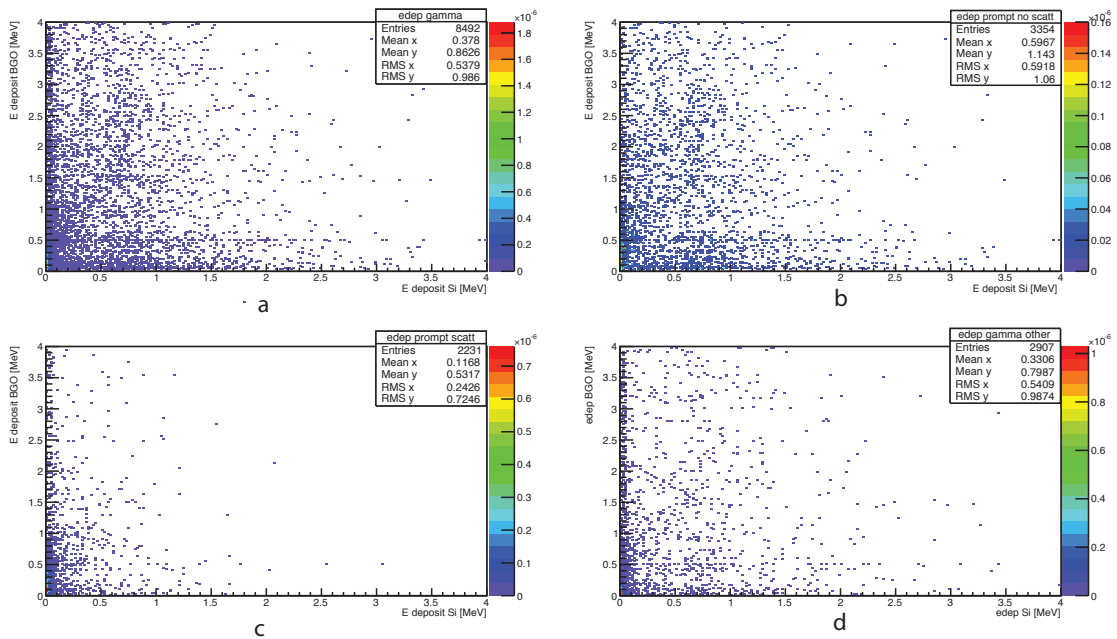 edep gamma
Entries 8492
Mean x 0.378
Mean y 0.8626
RMS x 0.5379
RMS y 0.986
E deposit BGO [MeV]
4
3.5
3
2.5
2
1.5
1
0.5
0
0.5 1 1.5 2 2.5 3 3.5 4
E deposit Si [MeV]
×10⁻⁶
1.8
1.6
1.4
1.2
1
0.8
0.6
0.4
0.2
0
a
edep prompt no scatt
Entries 3354
Mean x 0.5967
Mean y 1.143
RMS x 0.5918
RMS y 1.06
E deposit BGO [MeV]
4
3.5
3
2.5
2
1.5
1
0.5
0
0 0.5 1 1.5 2 2.5 3 3.5 4
E deposit Si [MeV]
×10⁻⁶
0.16
0.14
0.12
0.1
0.08
0.06
0.04
0.02
b
edep prompt scatt
Entries 2231
Mean x 0.1168
Mean y 0.5317
RMS x 0.2426
RMS y 0.7246
E deposit BGO [MeV]
4
3.5
3
2.5
2
1.5
1
0.5
0
0 0.5 1 1.5 2 2.5 3 3.5 4
E deposit Si [MeV]
×10⁻⁶
0.7
0.6
0.5
0.4
0.3
0.2
0.1
0
c
edep gamma other
Entries 2907
Mean x 0.3306
Mean y 0.7987
RMS x 0.5409
RMS y 0.9874
edep BGO [MeV]
4
3.5
3
2.5
2
1.5
1
0.5
0
0 0.5 1 1.5 2 2.5 3 3.5 4
edep Si [MeV]
×10⁻⁶
1
0.8
0.6
0.4
0.2
0
d